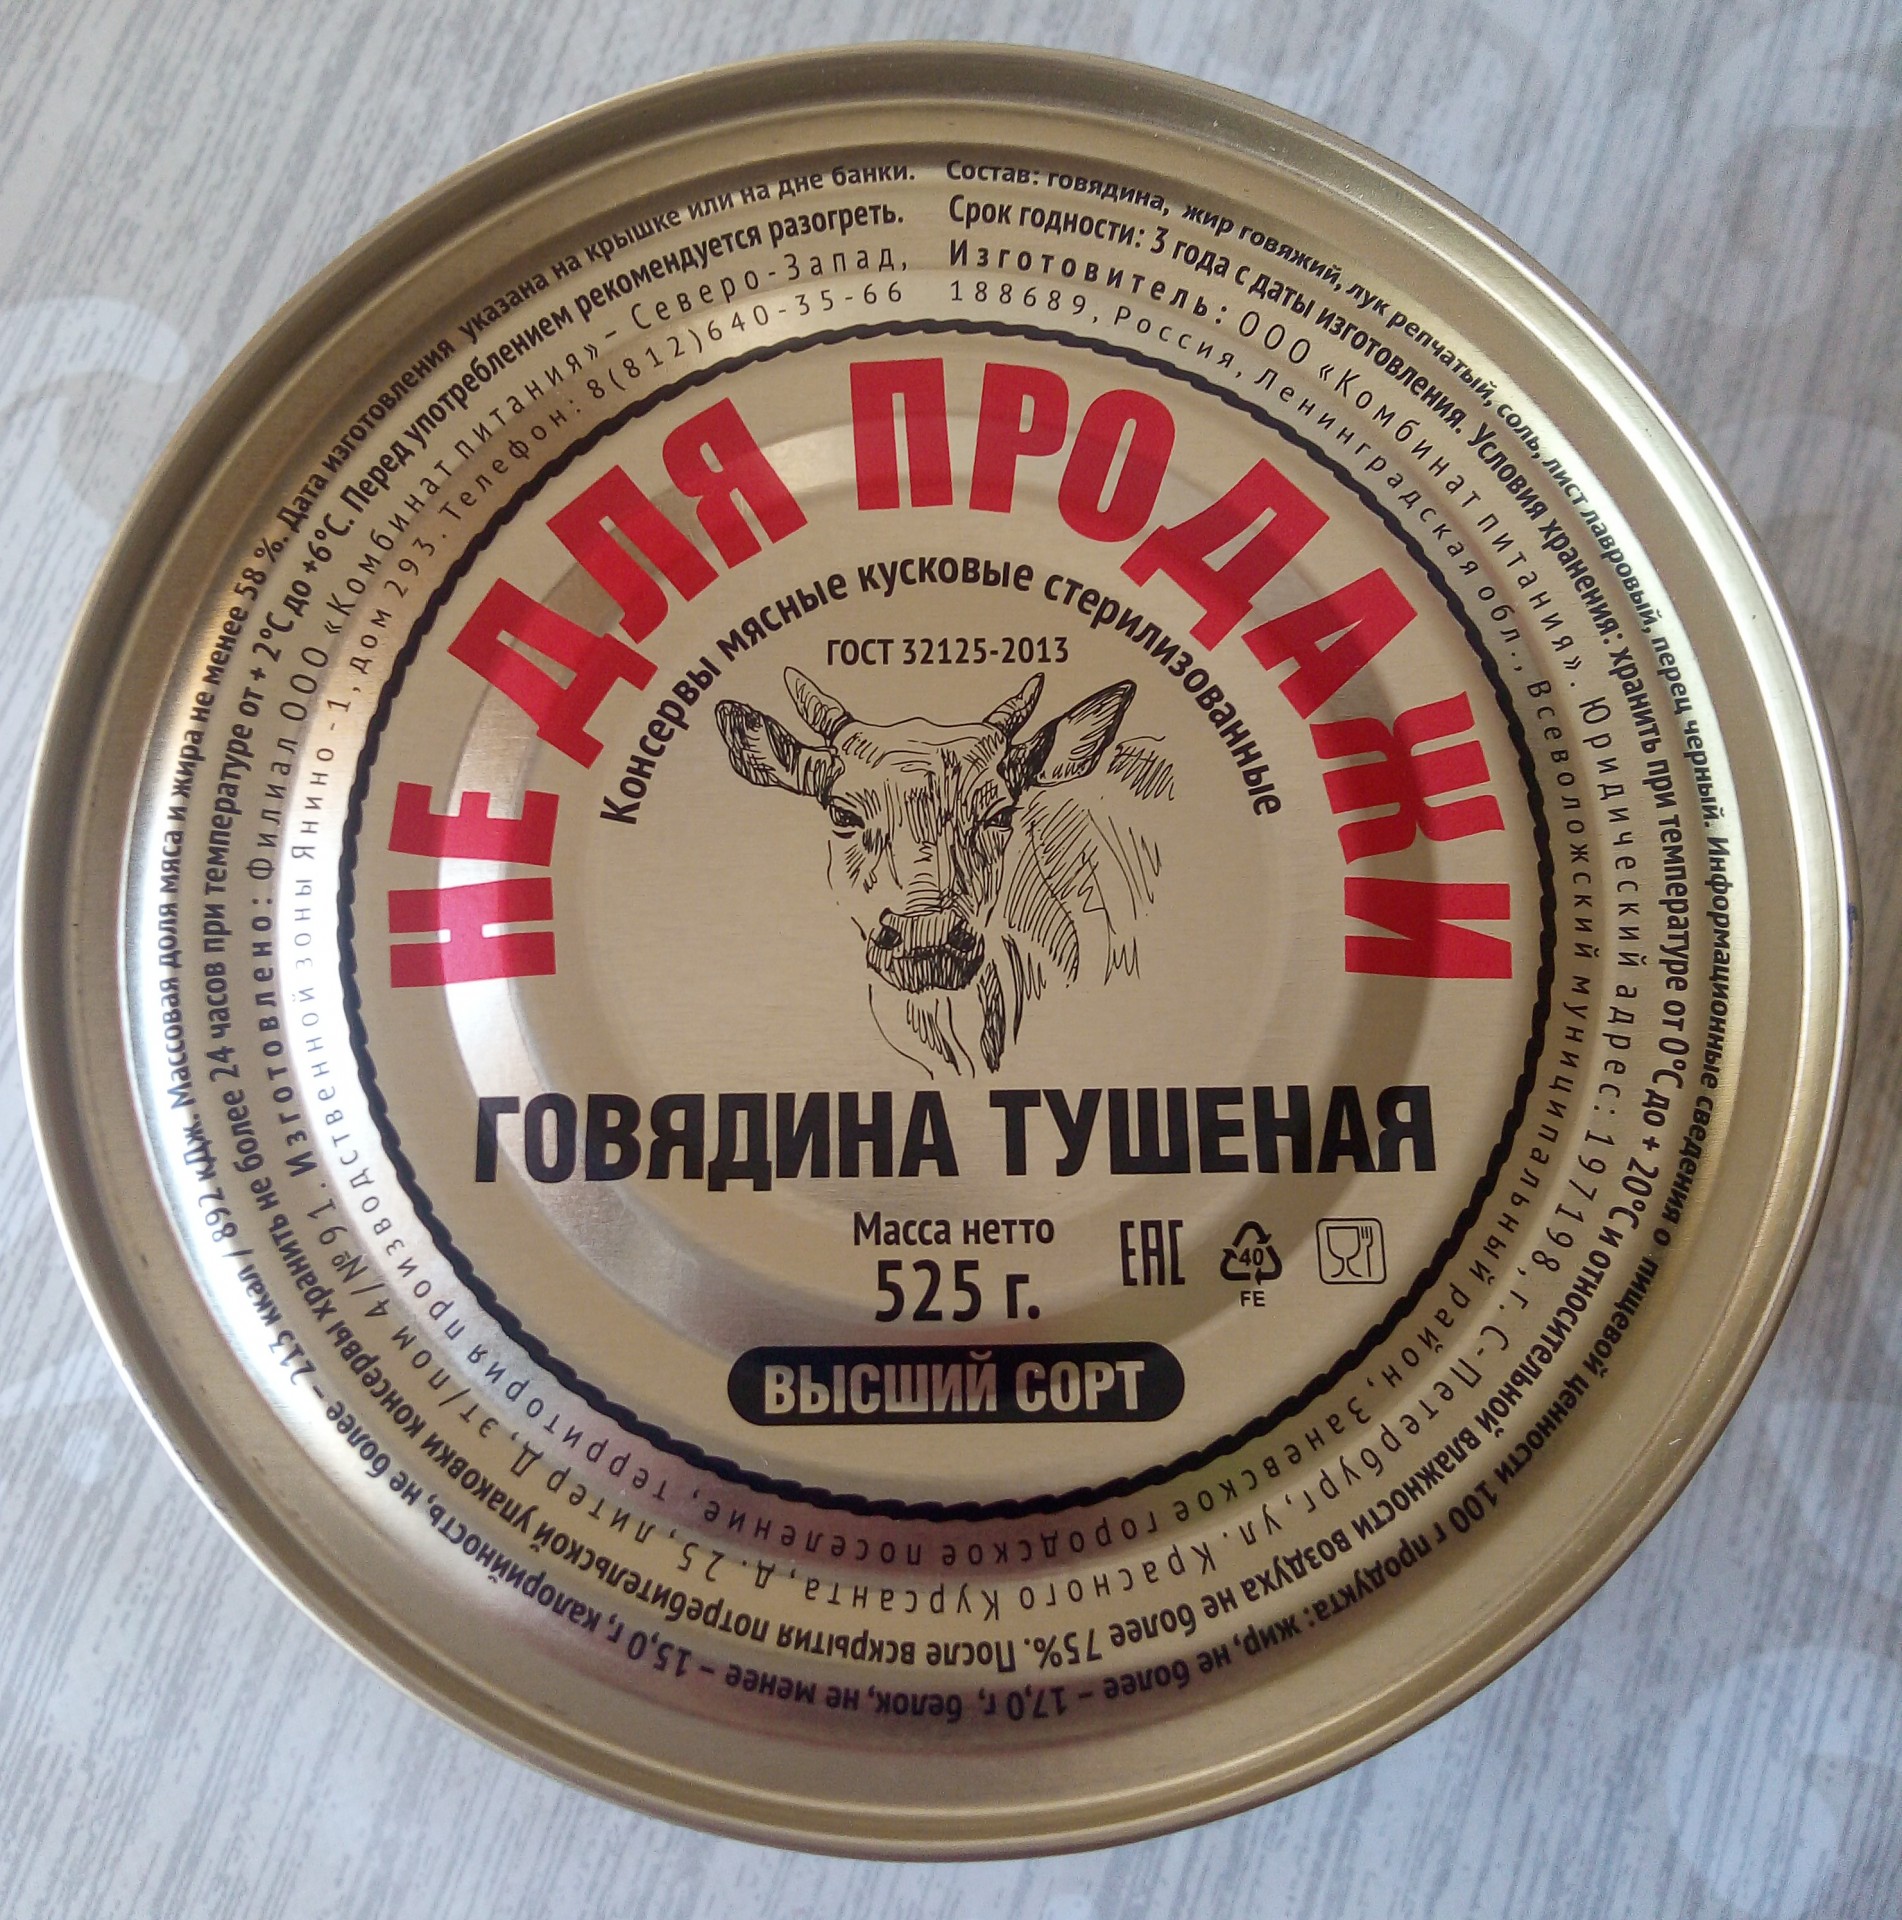 Состав: говядина, жир говяжий, лук репчатый, соль, лист лавровый, перец черный. Информационные сведения о пищевой ценности 100 г продукта: жир, не более – 17,0 г, белок, не менее – 15,0 г, калорийность, не более – 213 ккал / 892 кДж. Массовая доля мяса и жира не менее 58 %. Дата изготовления указана на крышке или на дне банки.
Срок годности: 3 года с даты изготовления. Условия хранения: хранить при температуре от 0°С до + 20°С и относительной влажности воздуха не более 75%. После вскрытия потребительской упаковки консервы хранить не более 24 часов при температуре от + 2°С до +6°С. Перед употреблением рекомендуется разогреть.
Изготовитель: ООО «Комбинат питания». Юридический адрес: 197198, г. С-Петербург, ул. Красного Курсанта, д. 25, литер Д, эт/пом 4/№91. Изготовлено: Филиал ООО «Комбинат питания» – Северо-Запад,
188689, Россия, Ленинградская обл., Всеволожский муниципальный район, Заневское городское поселение, территория производственной зоны Янино-1, дом 293. Телефон: 8(812)640-35-66
НЕ ДЛЯ ПРОДАЖИ
Консервы мясные кусковые стерилизованные
ГОСТ 32125-2013
ГОВЯДИНА ТУШЕНАЯ
Масса нетто
525 г.
ЕАС
40
FE
ВЫСШИЙ СОРТ